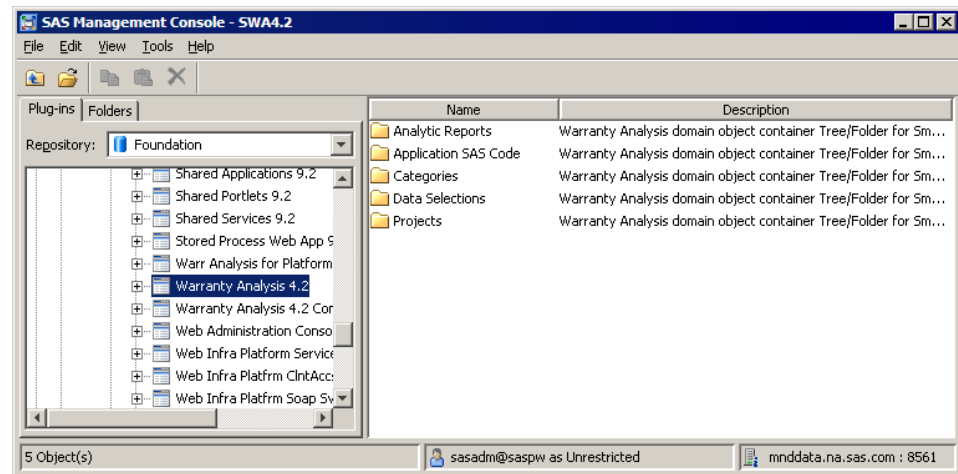 SAS Management Console - SWA4.2
File Edit View Tools Help
Plug-ins Folders
Repository: Foundation
Shared Applications 9.2
Shared Portlets 9.2
Shared Services 9.2
Stored Process Web App 9
Warr Analysis for Platform
Warranty Analysis 4.2
Warranty Analysis 4.2 Cor
Web Administration Conso
Web Infra Platform Service
Web Infra Platfrm ClntAcc
Web Infra Platfrm Soap Sv
Name Description
Analytic Reports Warranty Analysis domain object container Tree/Folder for Sm...
Application SAS Code Warranty Analysis domain object container Tree/Folder for Sm...
Categories Warranty Analysis domain object container Tree/Folder for Sm...
Data Selections Warranty Analysis domain object container Tree/Folder for Sm...
Projects Warranty Analysis domain object container Tree/Folder for Sm...
5 Object(s) sasadm@saspw as Unrestricted mnddata.na.sas.com : 8561